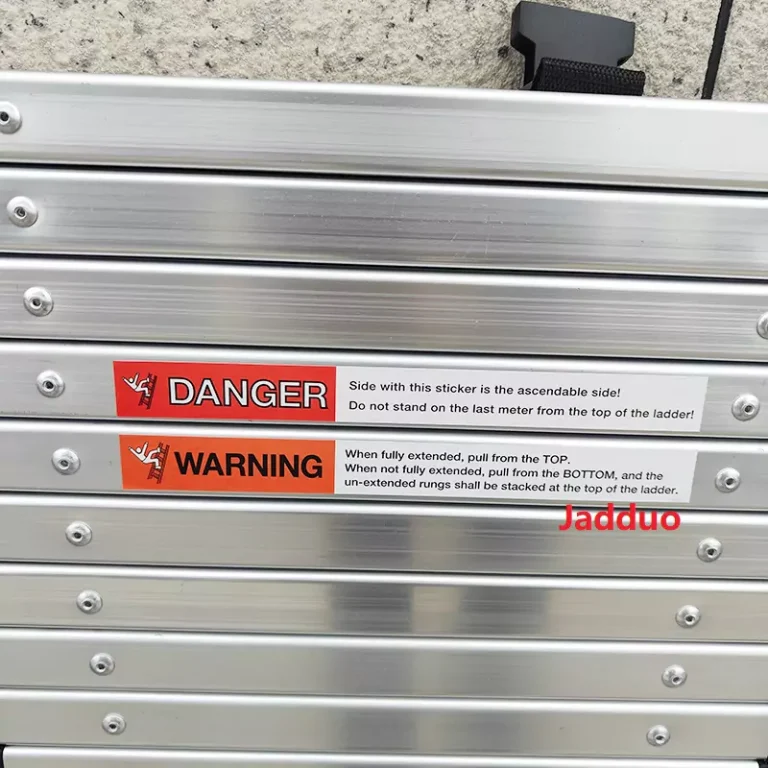 DANGER
Side with this sticker is the ascendable side!
Do not stand on the last meter from the top of the ladder!
WARNING
When fully extended, pull from the TOP.
When not fully extended, pull from the BOTTOM, and the
un-extended rungs shall be stacked at the top of the ladder.
Jadduo